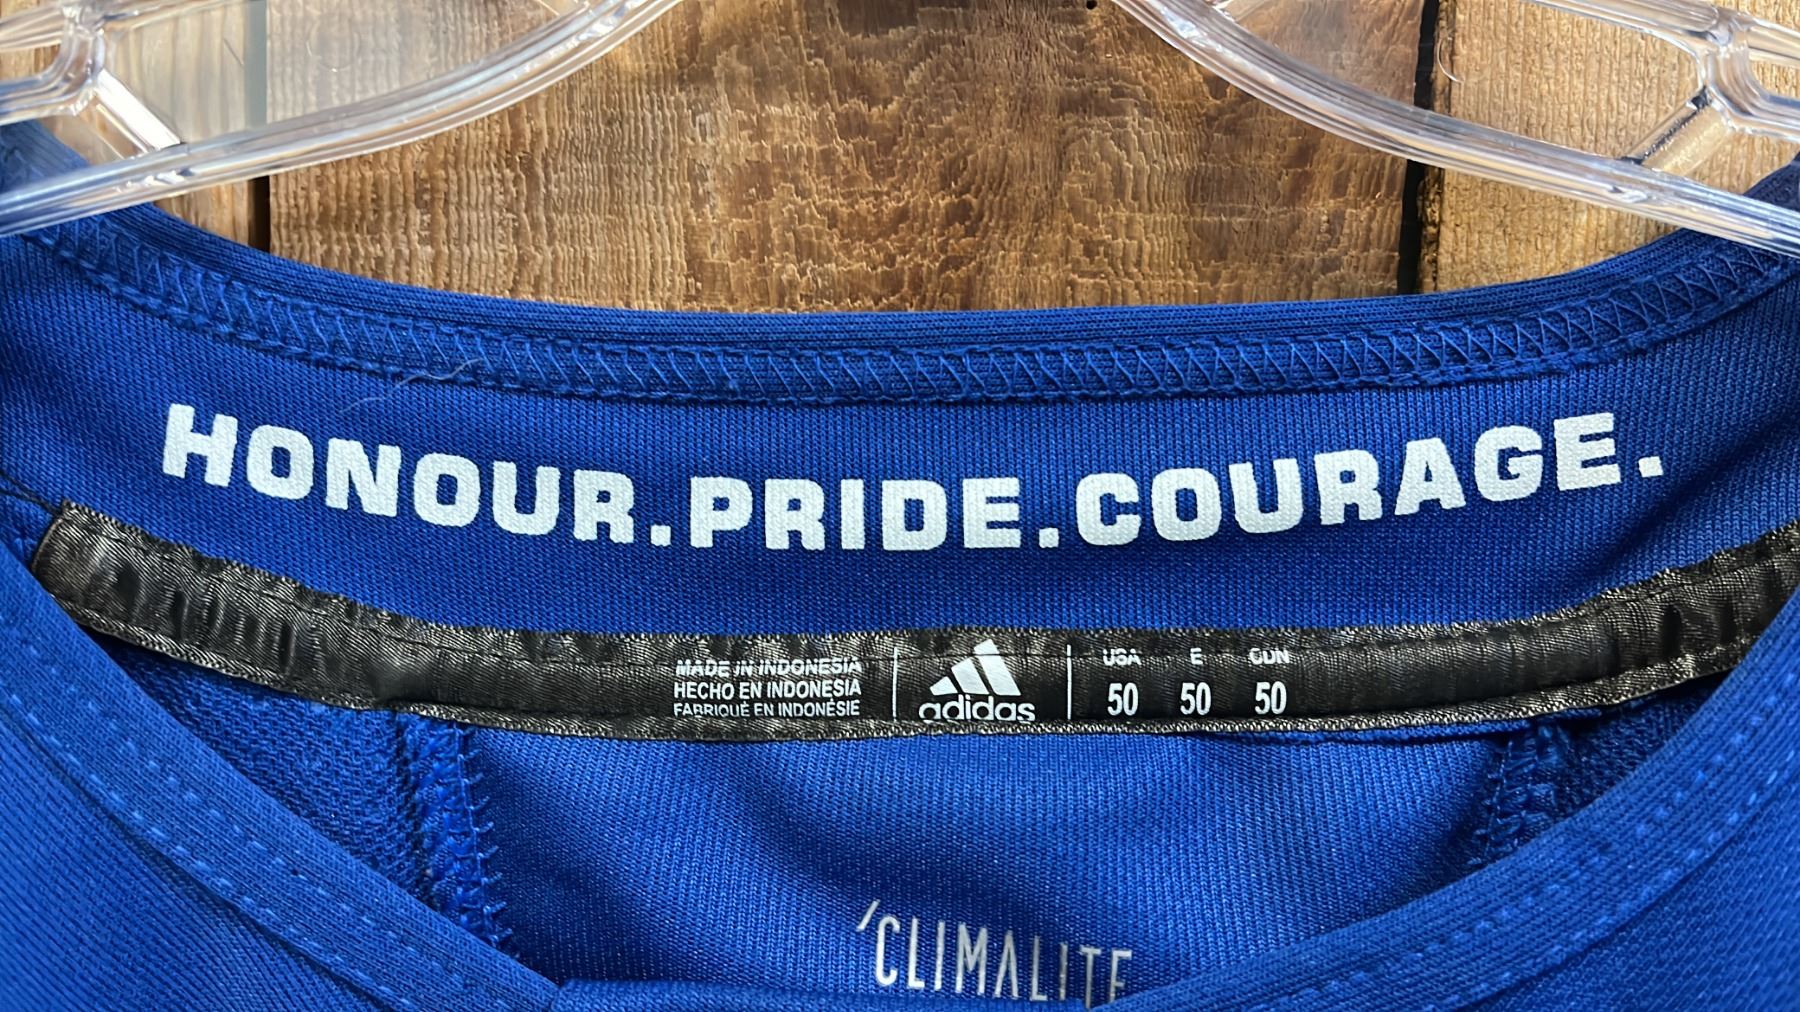 HONOUR.PRIDE.COURAGE.
MADE IN INDONESIA
HECHO EN INDONESIA
FABRIQUÉ EN INDONÉSIE
adidas
USA E CDN
50 50 50
'CLIMALITE